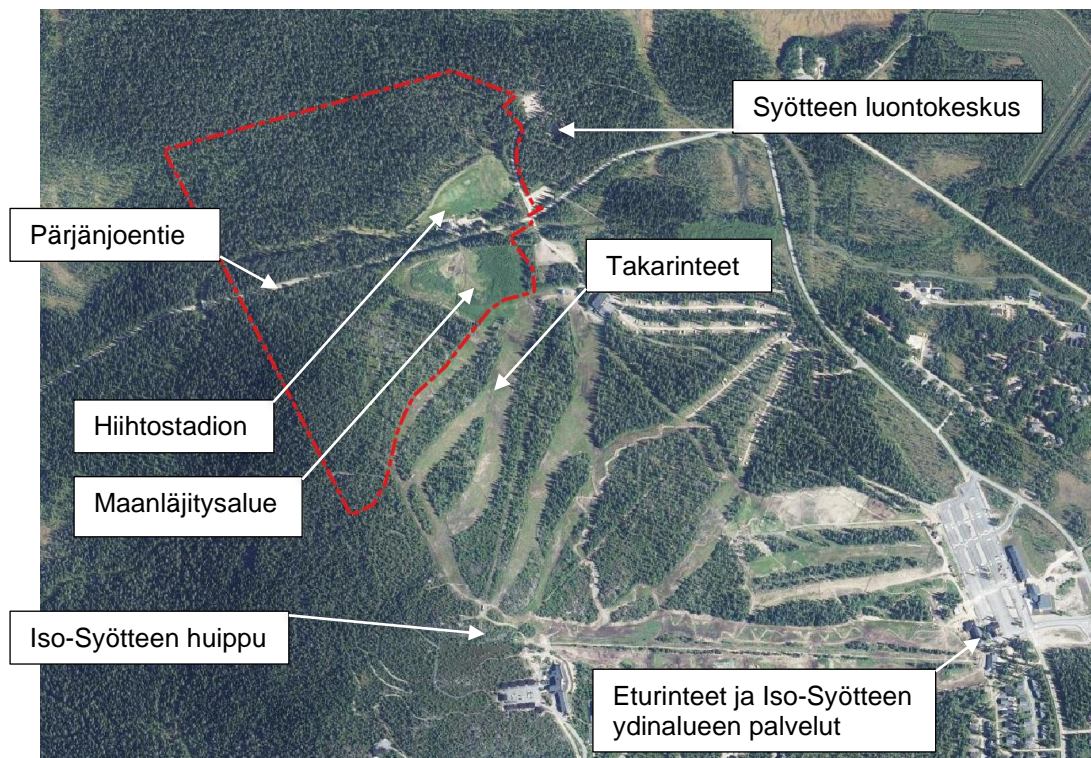 Syötteen luontokeskus
Pärjänjoentie
Takarinteet
Hiihtostadion
Maanläjitysalue
Iso-Syötteen huippu
Eturinteet ja Iso-Syötteen
ydinalueen palvelut